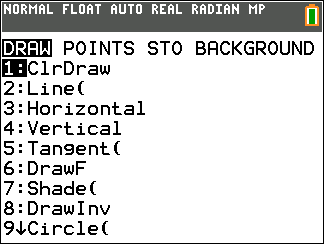 NORMAL FLOAT AUTO REAL RADIAN MP
DRAW POINTS STO BACKGROUND
1:ClrDraw
2:Line(
3:Horizontal
4:Vertical
5:Tangent(
6:DrawF
7:Shade(
8:DrawInv
9↓Circle(